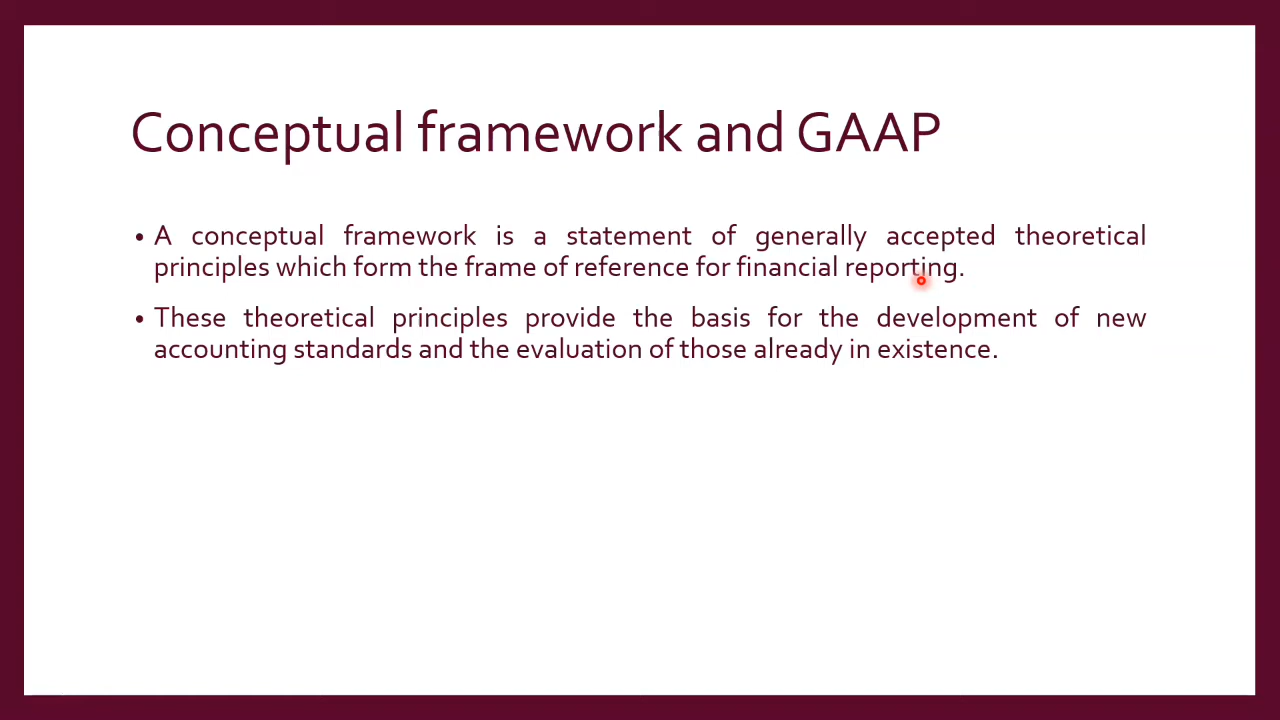 Conceptual framework and GAAP
• A conceptual framework is a statement of generally accepted theoretical
principles which form the frame of reference for financial reporting.
• These theoretical principles provide the basis for the development of new
accounting standards and the evaluation of those already in existence.